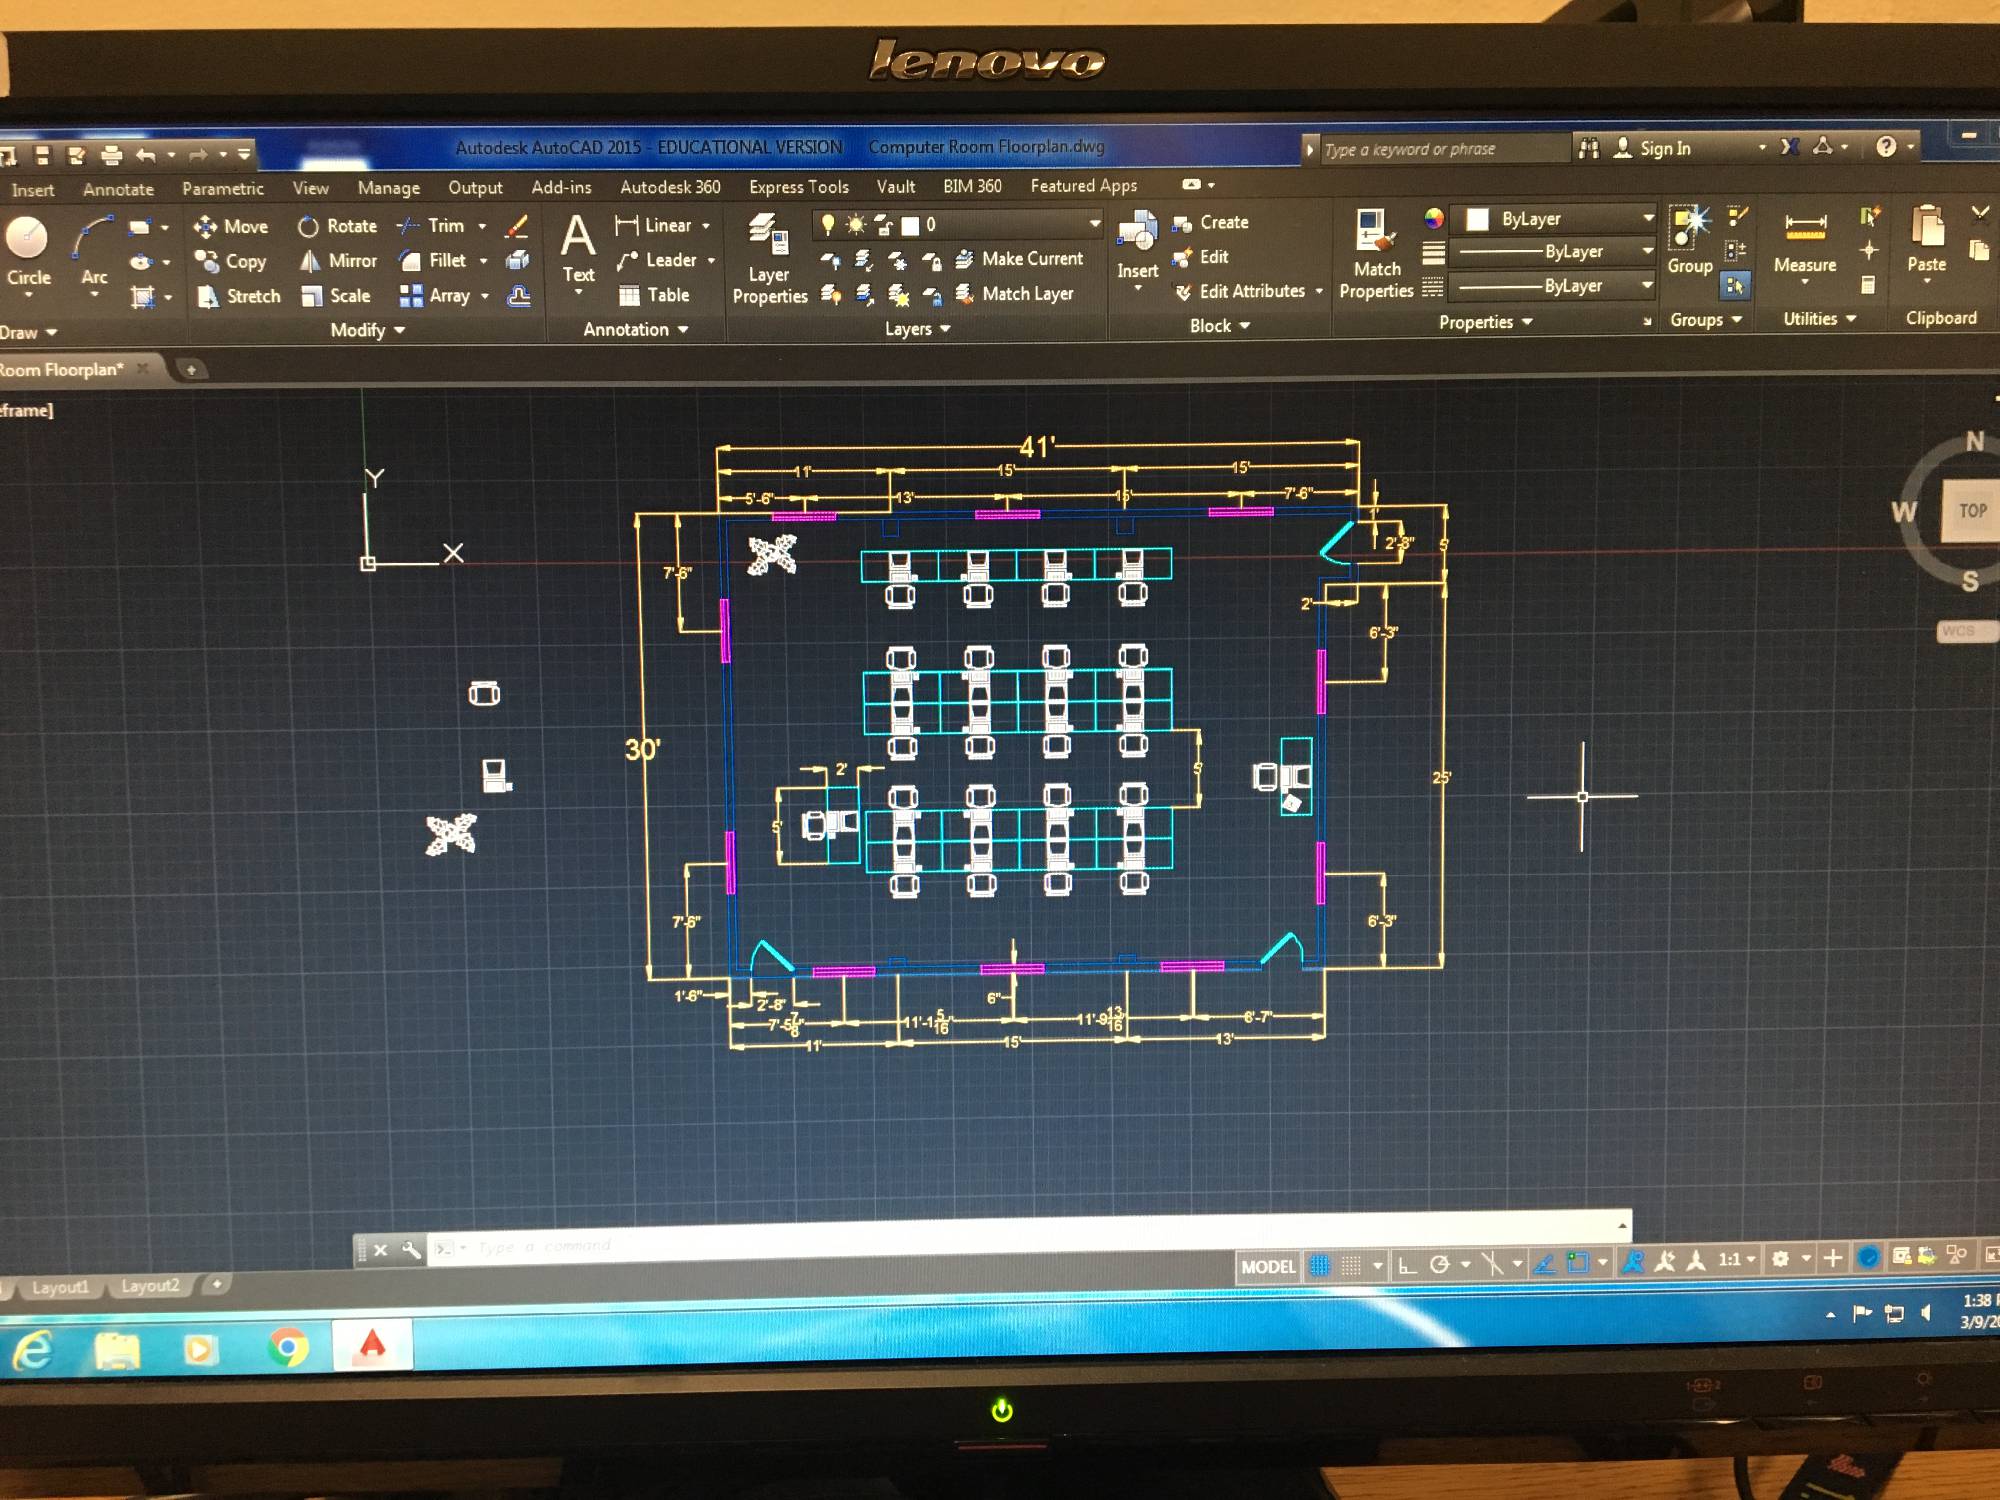 lenovo
Autodesk AutoCAD 2015 - EDUCATIONAL VERSION Computer Room Floorplan.dwg
Type a keyword or phrase
Sign In
Insert Annotate Parametric View Manage Output Add-ins Autodesk 360 Express Tools Vault BIM 360 Featured Apps
Circle
Arc
Move Rotate Trim
Copy Mirror Fillet
Stretch Scale Array
Text
Linear
Leader
Table
Layer
Properties
0
Make Current
Match Layer
Insert
Create
Edit
Edit Attributes
Match
Properties
ByLayer
ByLayer
ByLayer
Group
Measure
Paste
Draw Modify Annotation Layers Block Properties Groups Utilities Clipboard
Room Floorplan*
eframe]
Y
X
N
W
TOP
S
WCS
41'
11' 15' 15'
5'-6" 13' 15' 7'-6"
1'
2'-8"
5'
7'-6"
2'
6'-3"
30'
2'
5'
5'
25'
7'-6"
6'-3"
1'-6"
2'-8"
6"
7'-5 7/8" 11'-1 5/16" 11'-9 13/16" 6'-7"
11' 15' 13'
Type a command
MODEL
1:1
Layout1 Layout2
1:38
3/9/20